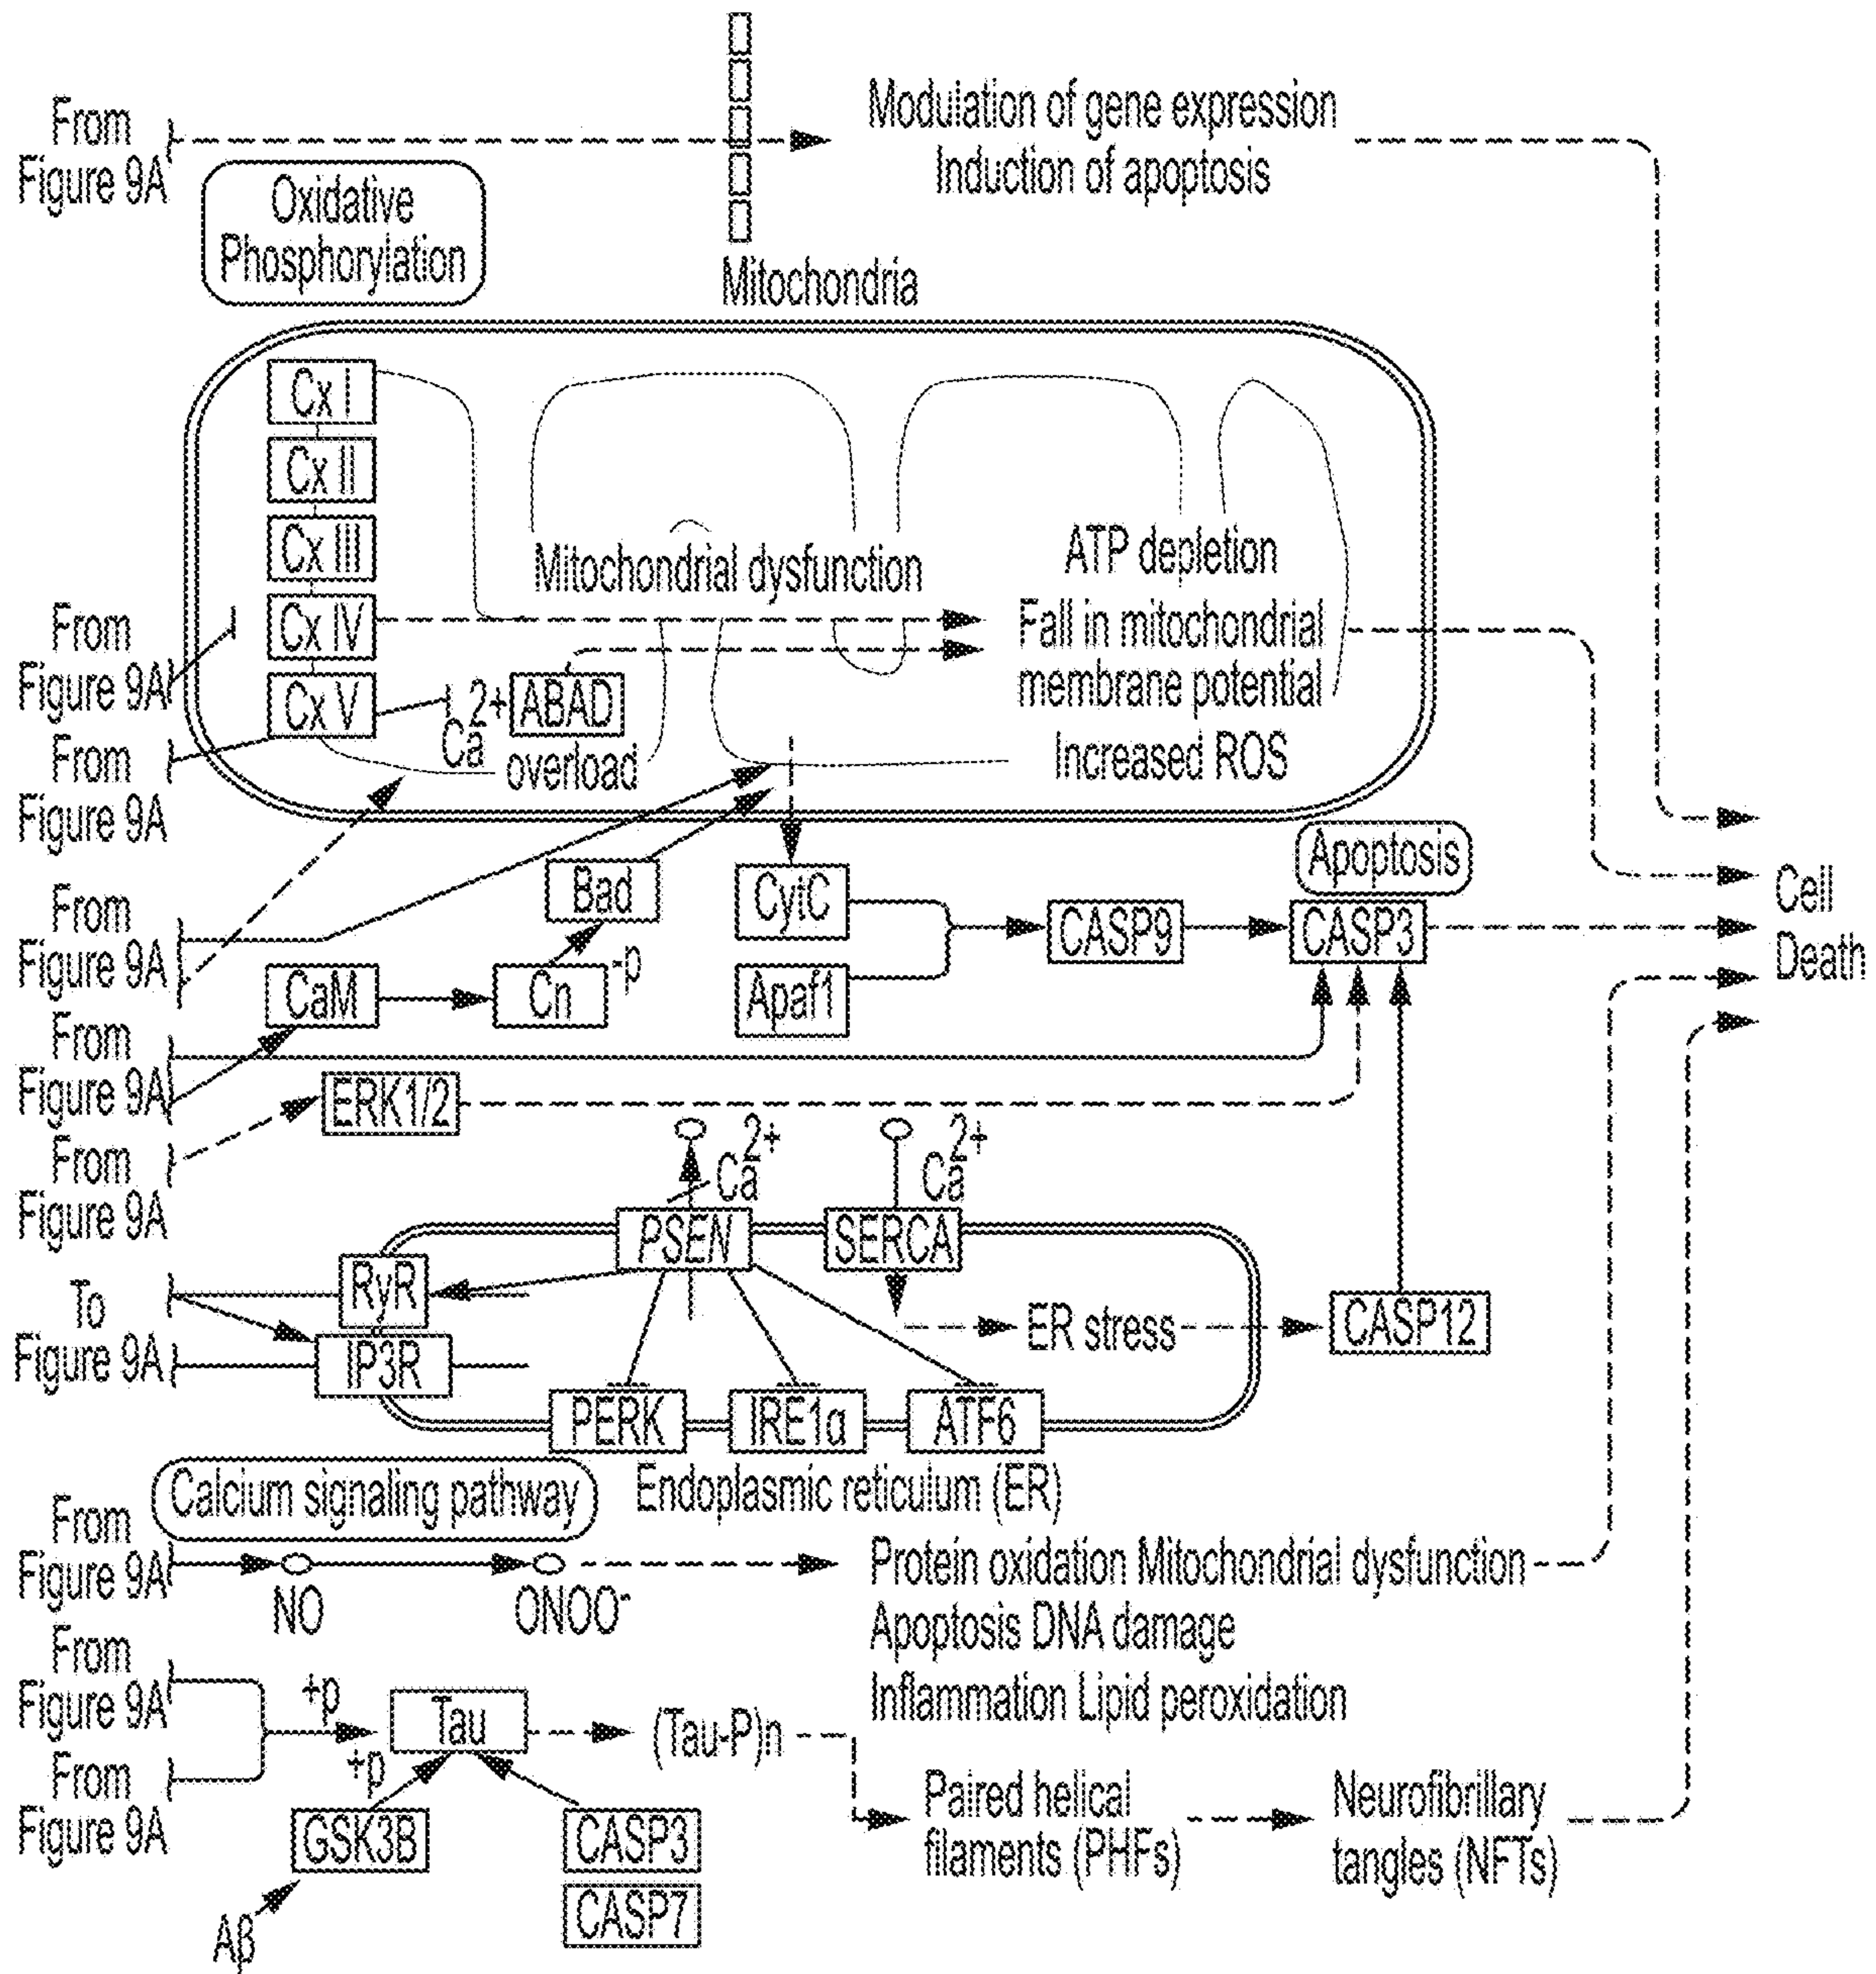 From
Figure 9A
Modulation of gene expression
Induction of apoptosis
Oxidative
Phosphorylation
Mitochondria
Cx I
Cx II
Cx III
Cx IV
Cx V
Mitochondrial dysfunction
ATP depletion
Fall in mitochondrial
membrane potential
Increased ROS
From
Figure 9A
Ca2+
ABAD
overload
From
Figure 9A
Apoptosis
From
Figure 9A
Bad
CytC
CASP9
CASP3
Cell
Death
CaM
Cn
-p
Apaf1
From
Figure 9A
ERK1/2
From
Figure 9A
Ca2+
Ca2+
PSEN
SERCA
RyR
To
Figure 9A
IP3R
ER stress
CASP12
PERK
IRE1α
ATF6
Calcium signaling pathway
Endoplasmic reticulum (ER)
From
Figure 9A
NO
ONOO-
Protein oxidation Mitochondrial dysfunction
Apoptosis DNA damage
Inflammation Lipid peroxidation
From
Figure 9A
+p
Tau
(Tau-P)n
+p
From
Figure 9A
GSK3B
CASP3
CASP7
Aβ
Paired helical
filaments (PHFs)
Neurofibrillary
tangles (NFTs)